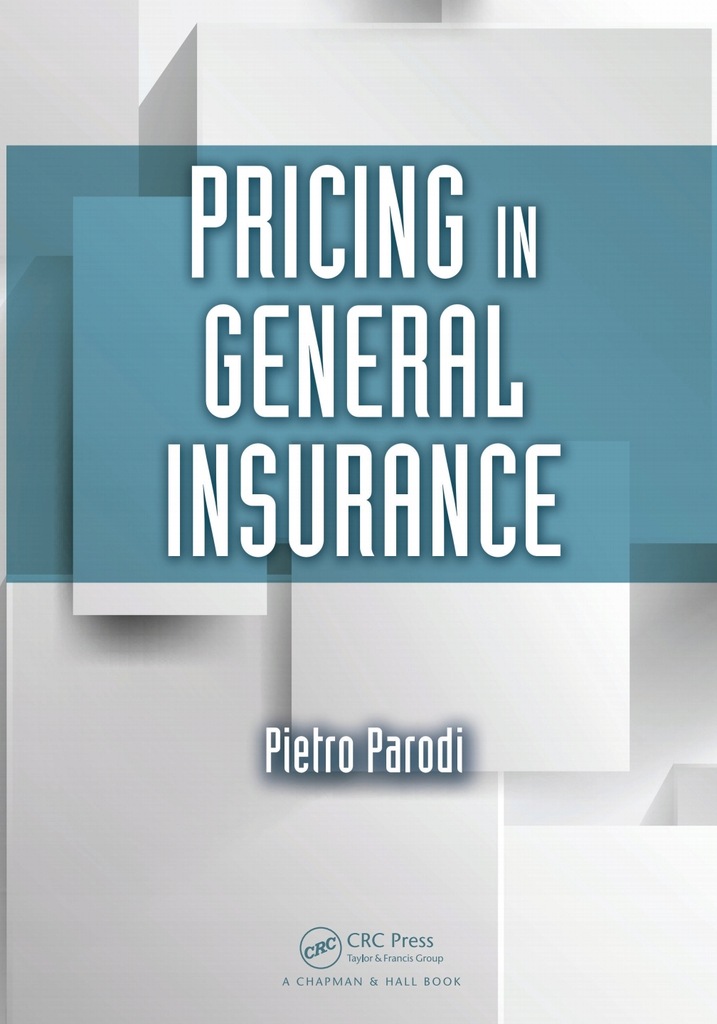 PRICING IN
GENERAL
INSURANCE
Pietro Parodi
CRC
CRC Press
Taylor & Francis Group
A CHAPMAN & HALL BOOK